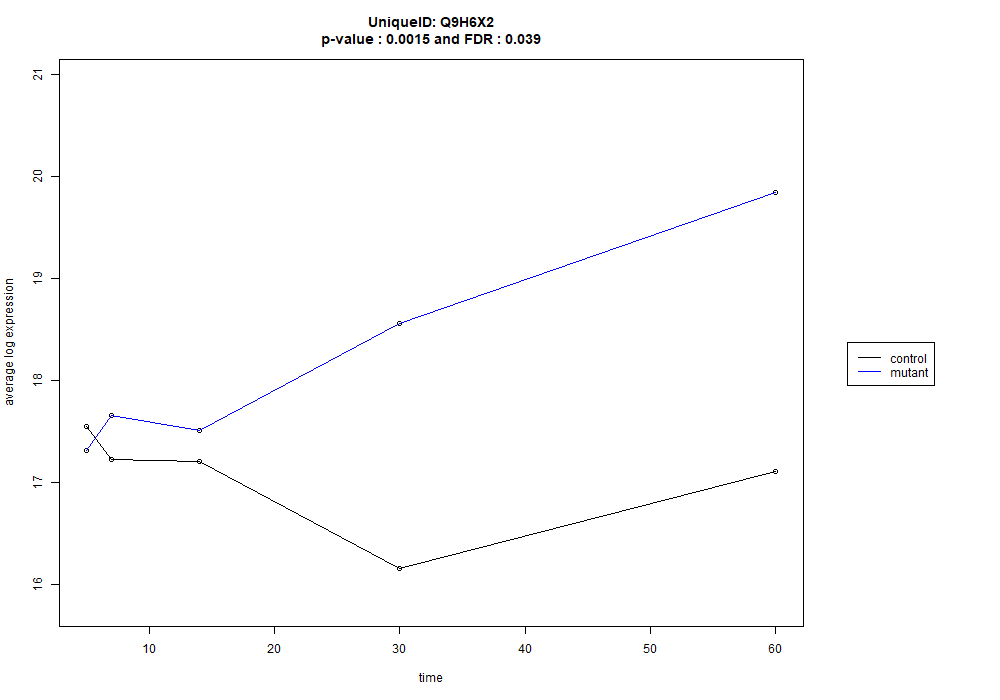 UniqueID: Q9H6X2
p-value : 0.0015 and FDR : 0.039
average log expression
21
20
19
18
17
16
10
20
30
40
50
60
time
control
mutant